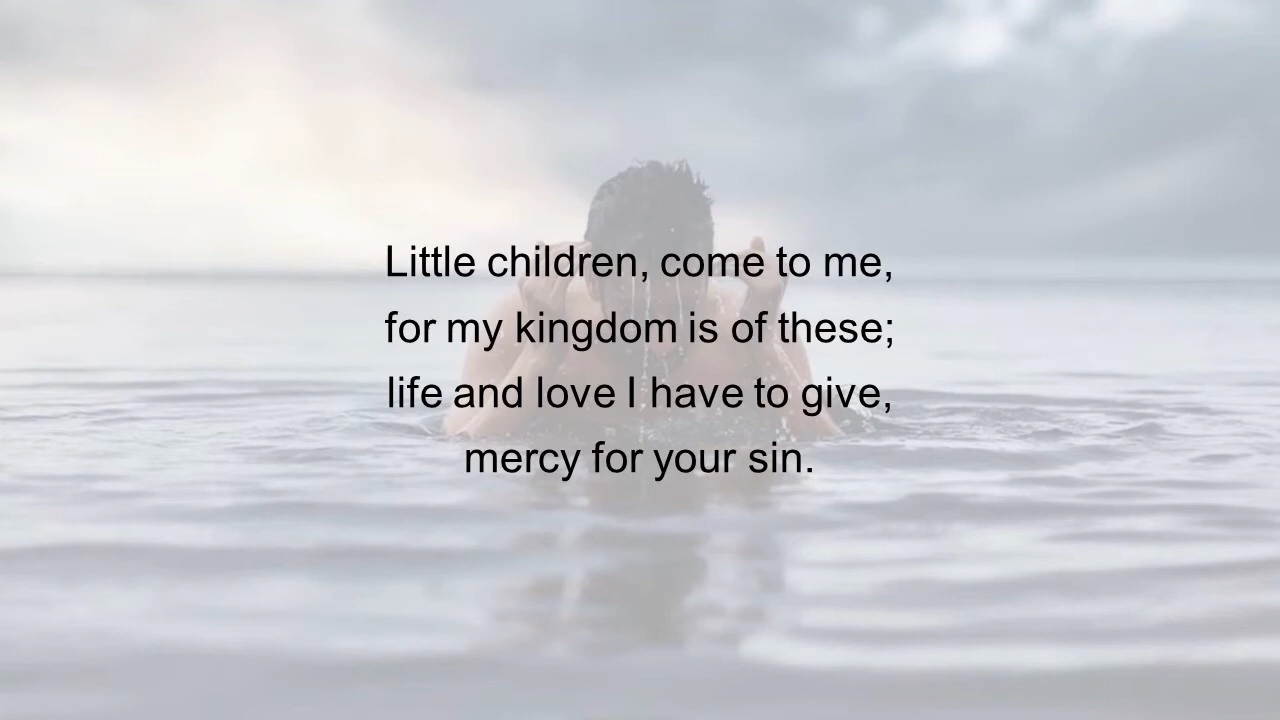 Little children, come to me,
for my kingdom is of these;
life and love I have to give,
mercy for your sin.